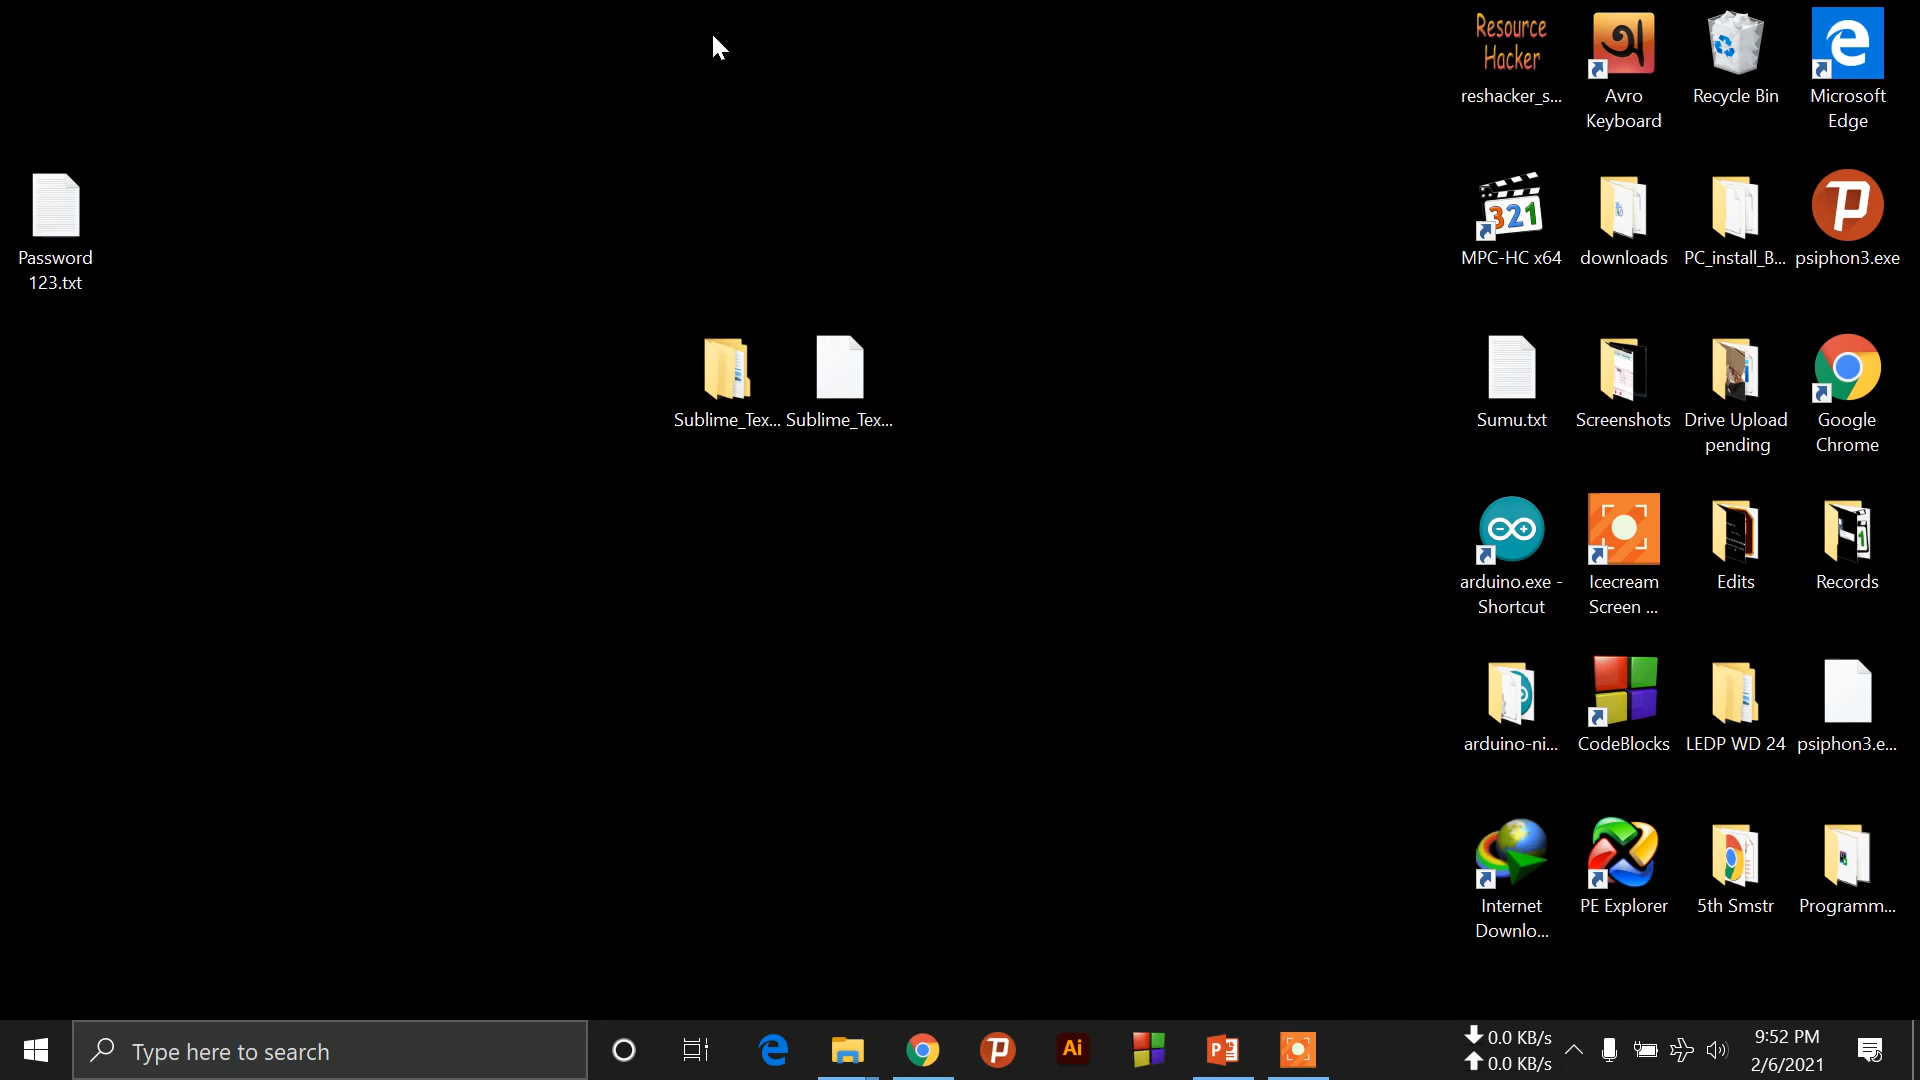 Resource
Hacker
reshacker_s...
অ
Avro
Keyboard
Recycle Bin
Microsoft
Edge
Password
123.txt
321
MPC-HC x64
downloads
PC_install_B...
psiphon3.exe
Sublime_Tex...
Sublime_Tex...
Sumu.txt
Screenshots
Drive Upload
pending
Google
Chrome
arduino.exe -
Shortcut
Icecream
Screen ...
Edits
Records
arduino-ni...
CodeBlocks
LEDP WD 24
psiphon3.e...
Internet
Downlo...
PE Explorer
5th Smstr
Programm...
Type here to search
Ai
0.0 KB/s
0.0 KB/s
9:52 PM
2/6/2021